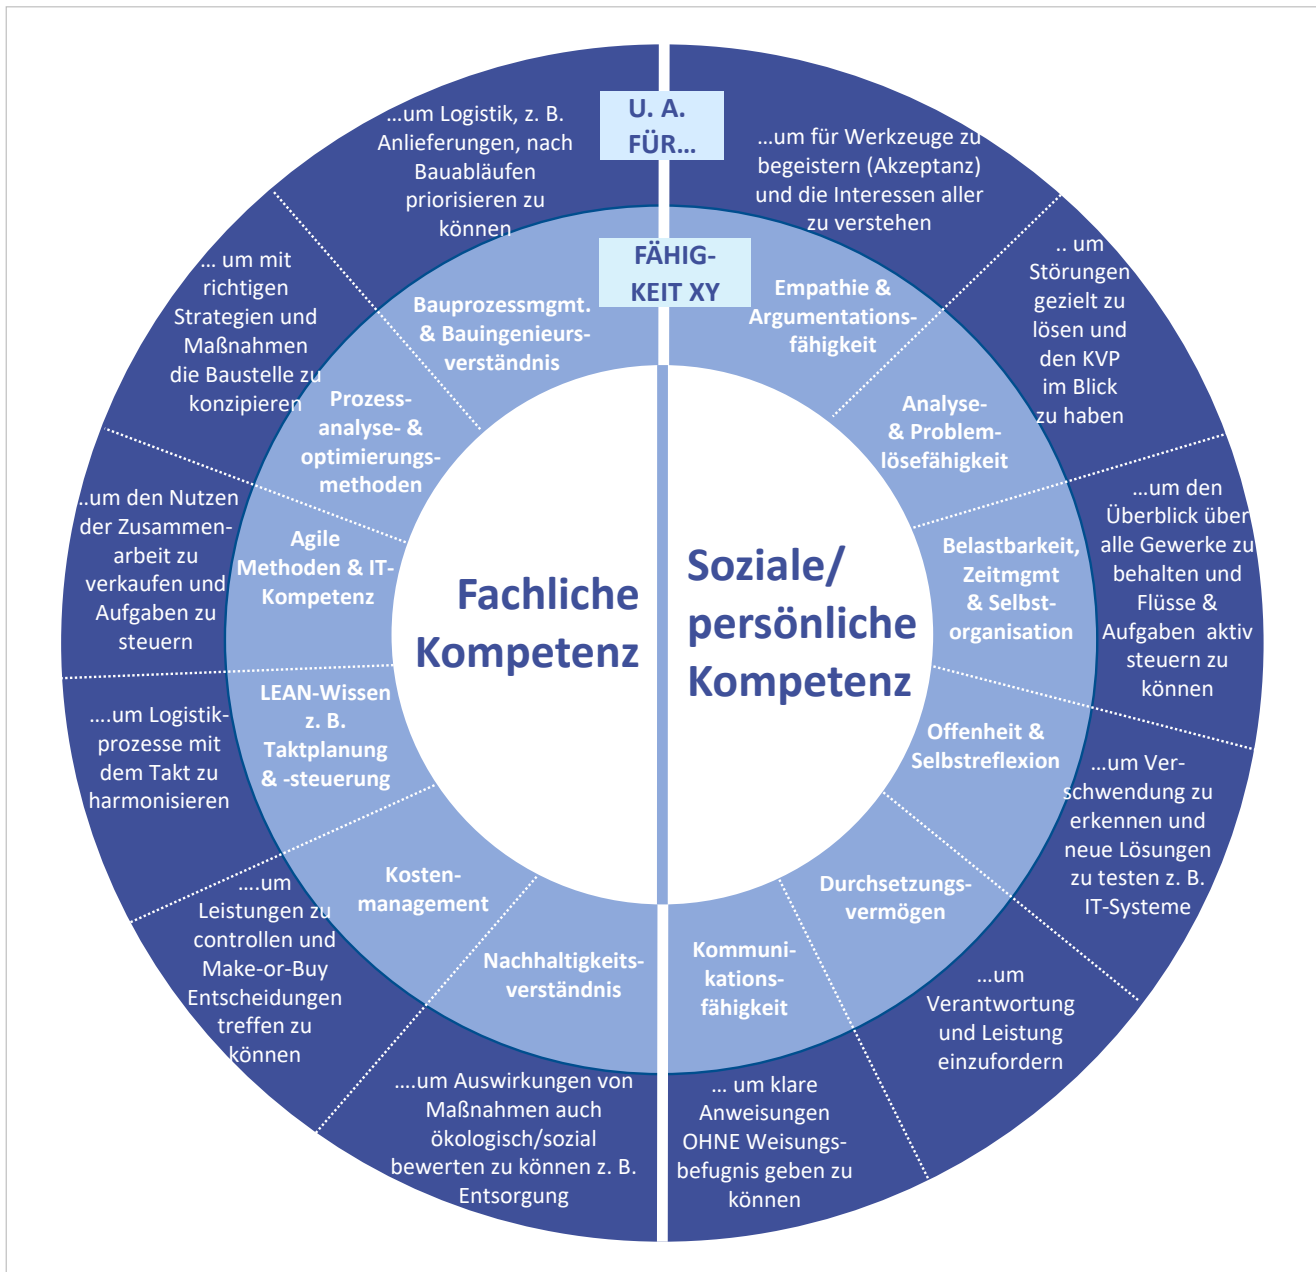 U. A.
FÜR...
FÄHIG-
KEIT XY
Fachliche
Kompetenz
Soziale/
persönliche
Kompetenz
...um Logistik, z. B.
Anlieferungen, nach
Bauabläufen
priorisieren zu
können
Bauprozessmgmt.
& Bauingenieurs-
verständnis
... um mit
richtigen
Strategien und
Maßnahmen
die Baustelle zu
konzipieren
Prozess-
analyse- &
optimierungs-
methoden
...um den Nutzen
der Zusammen-
arbeit zu
verkaufen und
Aufgaben zu
steuern
Agile
Methoden & IT-
Kompetenz
....um Logistik-
prozesse mit
dem Takt zu
harmonisieren
LEAN-Wissen
z. B.
Taktplanung
& -steuerung
....um
Leistungen zu
controllen und
Make-or-Buy
Entscheidungen
treffen zu
können
Kosten-
management
....um Auswirkungen von
Maßnahmen auch
ökologisch/sozial
bewerten zu können z. B.
Entsorgung
Nachhaltigkeits-
verständnis
...um für Werkzeuge zu
begeistern (Akzeptanz)
und die Interessen aller
zu verstehen
Empathie &
Argumentations-
fähigkeit
.. um
Störungen
gezielt zu
lösen und
den KVP
im Blick
zu haben
Analyse-
& Problem-
lösefähigkeit
...um den
Überblick über
alle Gewerke zu
behalten und
Flüsse &
Aufgaben  aktiv
steuern zu
können
Belastbarkeit,
Zeitmgmt
& Selbst-
organisation
...um Ver-
schwendung zu
erkennen und
neue Lösungen
zu testen z. B.
IT-Systeme
Offenheit &
Selbstreflexion
...um
Verantwortung
und Leistung
einzufordern
Durchsetzungs-
vermögen
... um klare
Anweisungen
OHNE Weisungs-
befugnis geben zu
können
Kommuni-
kations-
fähigkeit